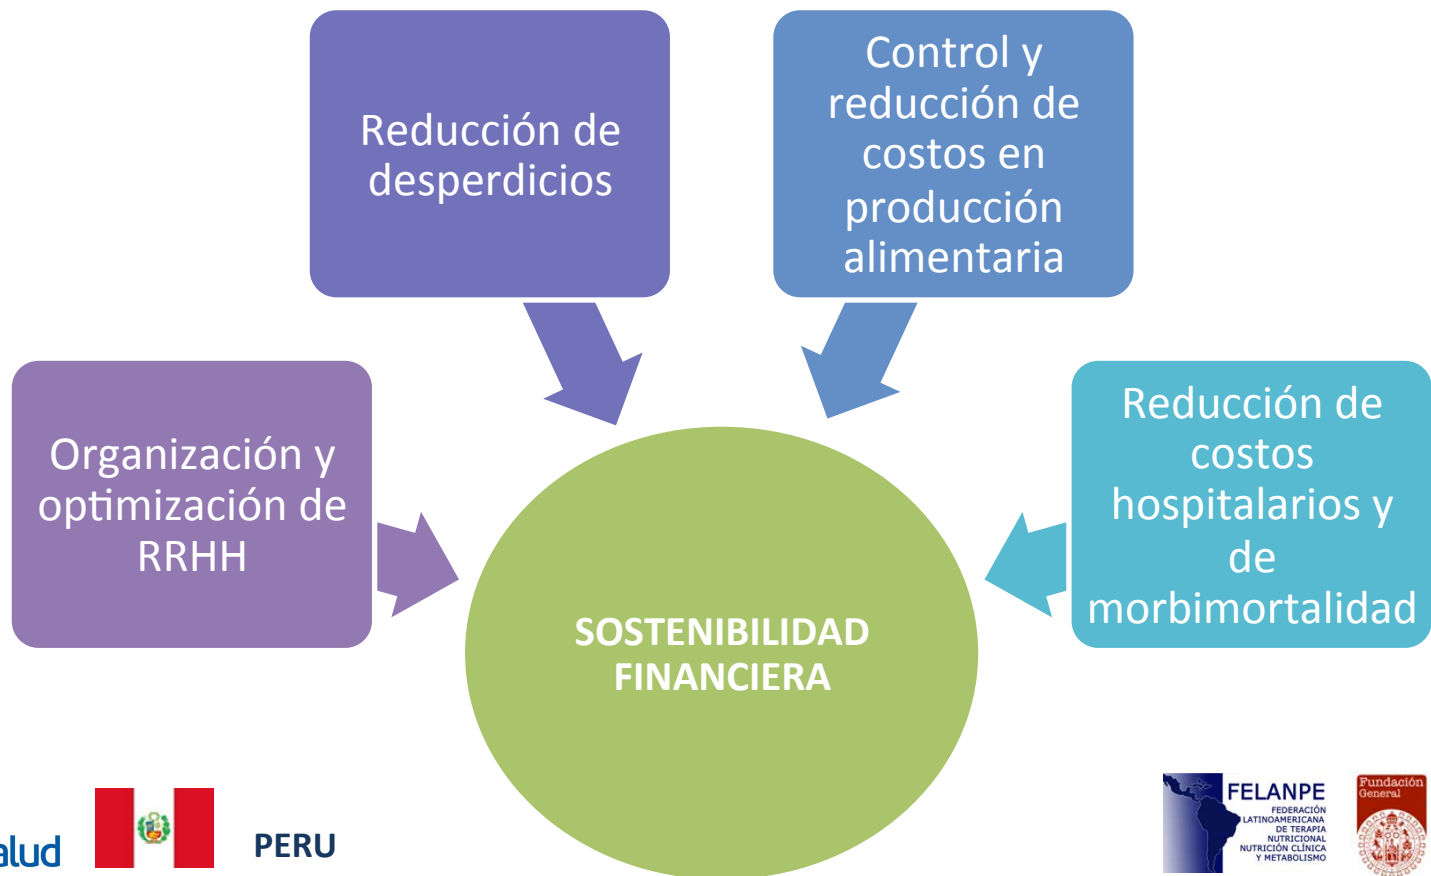 Reducción de
desperdicios
Control y
reducción de
costos en
producción
alimentaria
Organización y
optimización de
RRHH
Reducción de
costos
hospitalarios y
de
morbimortalidad
SOSTENIBILIDAD
FINANCIERA
alud
PERU
FELANPE
FEDERACIÓN
LATINOAMERICANA
DE TERAPIA
NUTRICIONAL
NUTRICIÓN CLÍNICA
Y METABOLISMO
Fundación
General